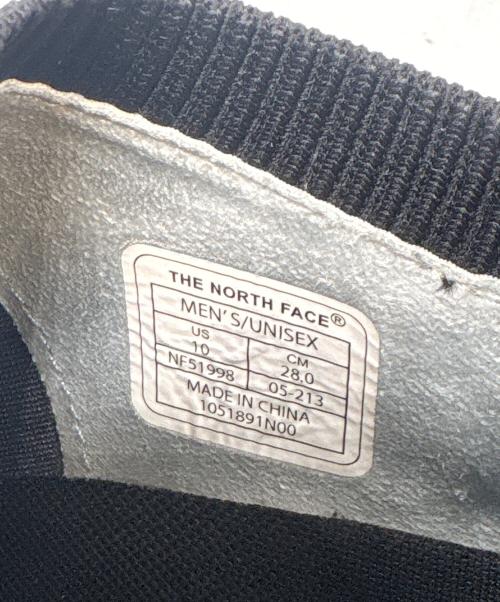 THE NORTH FACE®
MEN'S/UNISEX
US CM
10 28.0
NF51998 05-213
MADE IN CHINA
1051891N00